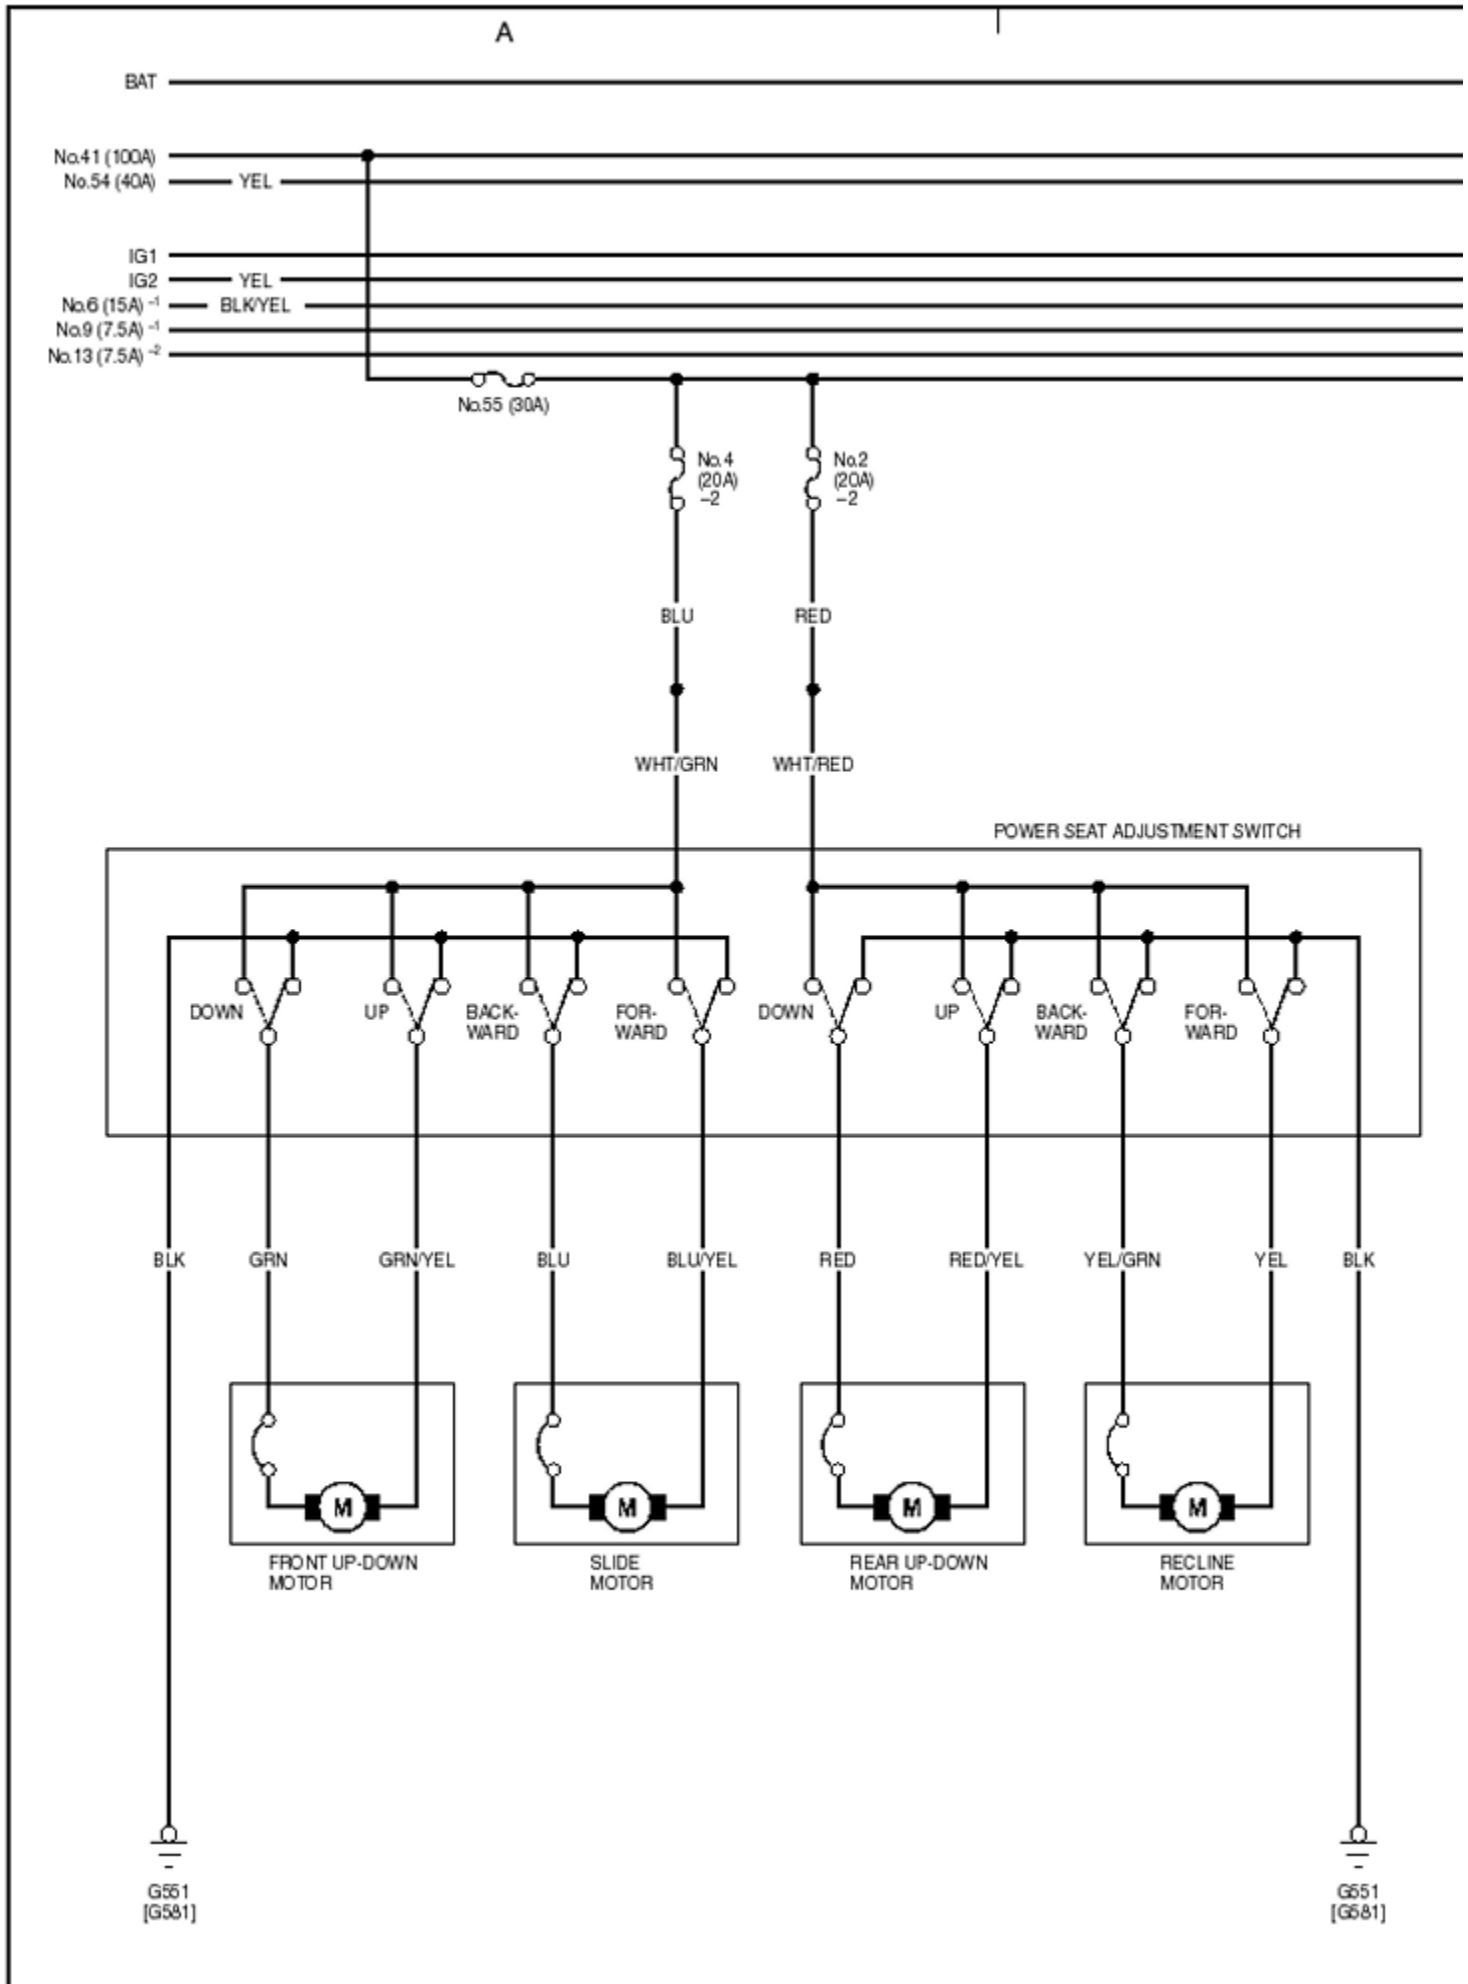 A
BAT
No.41 (100A)
No.54 (40A) YEL
IG1
IG2 YEL
No.6 (15A) –1 BLK/YEL
No.9 (7.5A) –1
No.13 (7.5A) –2
No.55 (30A)
No.4 No.2
(20A) (20A)
–2 –2
BLU RED
WHT/GRN WHT/RED
POWER SEAT ADJUSTMENT SWITCH
DOWN UP BACK- FOR- DOWN UP BACK- FOR-
WARD WARD WARD WARD
BLK GRN GRN/YEL BLU BLU/YEL RED RED/YEL YEL/GRN YEL BLK
M M M M
FRONT UP-DOWN SLIDE REAR UP-DOWN RECLINE
MOTOR MOTOR MOTOR MOTOR
G551 G551
[G581] [G581]